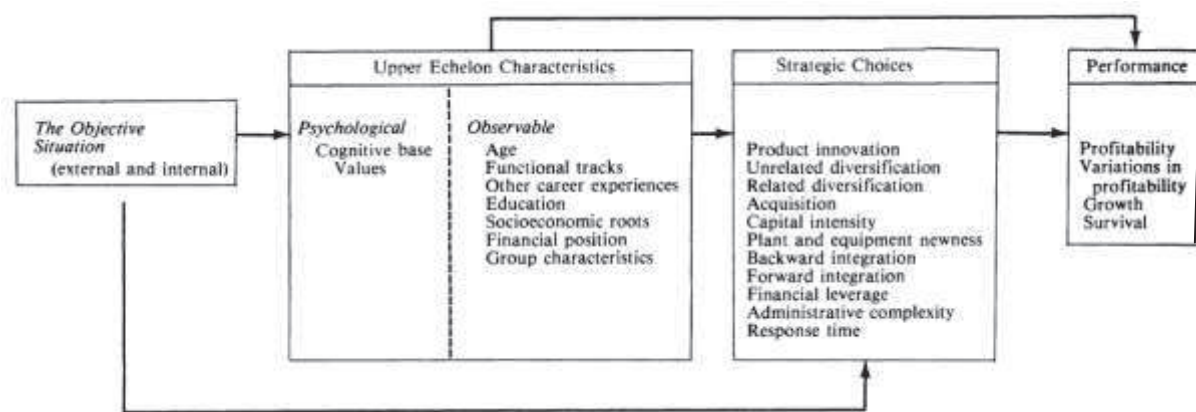 Upper Echelon Characteristics
Strategic Choices
Performance
The Objective
Situation
(external and internal)
Psychological
Cognitive base
Values
Observable
Age
Functional tracks
Other career experiences
Education
Socioeconomic roots
Financial position
Group characteristics
Product innovation
Unrelated diversification
Related diversification
Acquisition
Capital intensity
Plant and equipment newness
Backward integration
Forward integration
Financial leverage
Administrative complexity
Response time
Profitability
Variations in
profitability
Growth
Survival